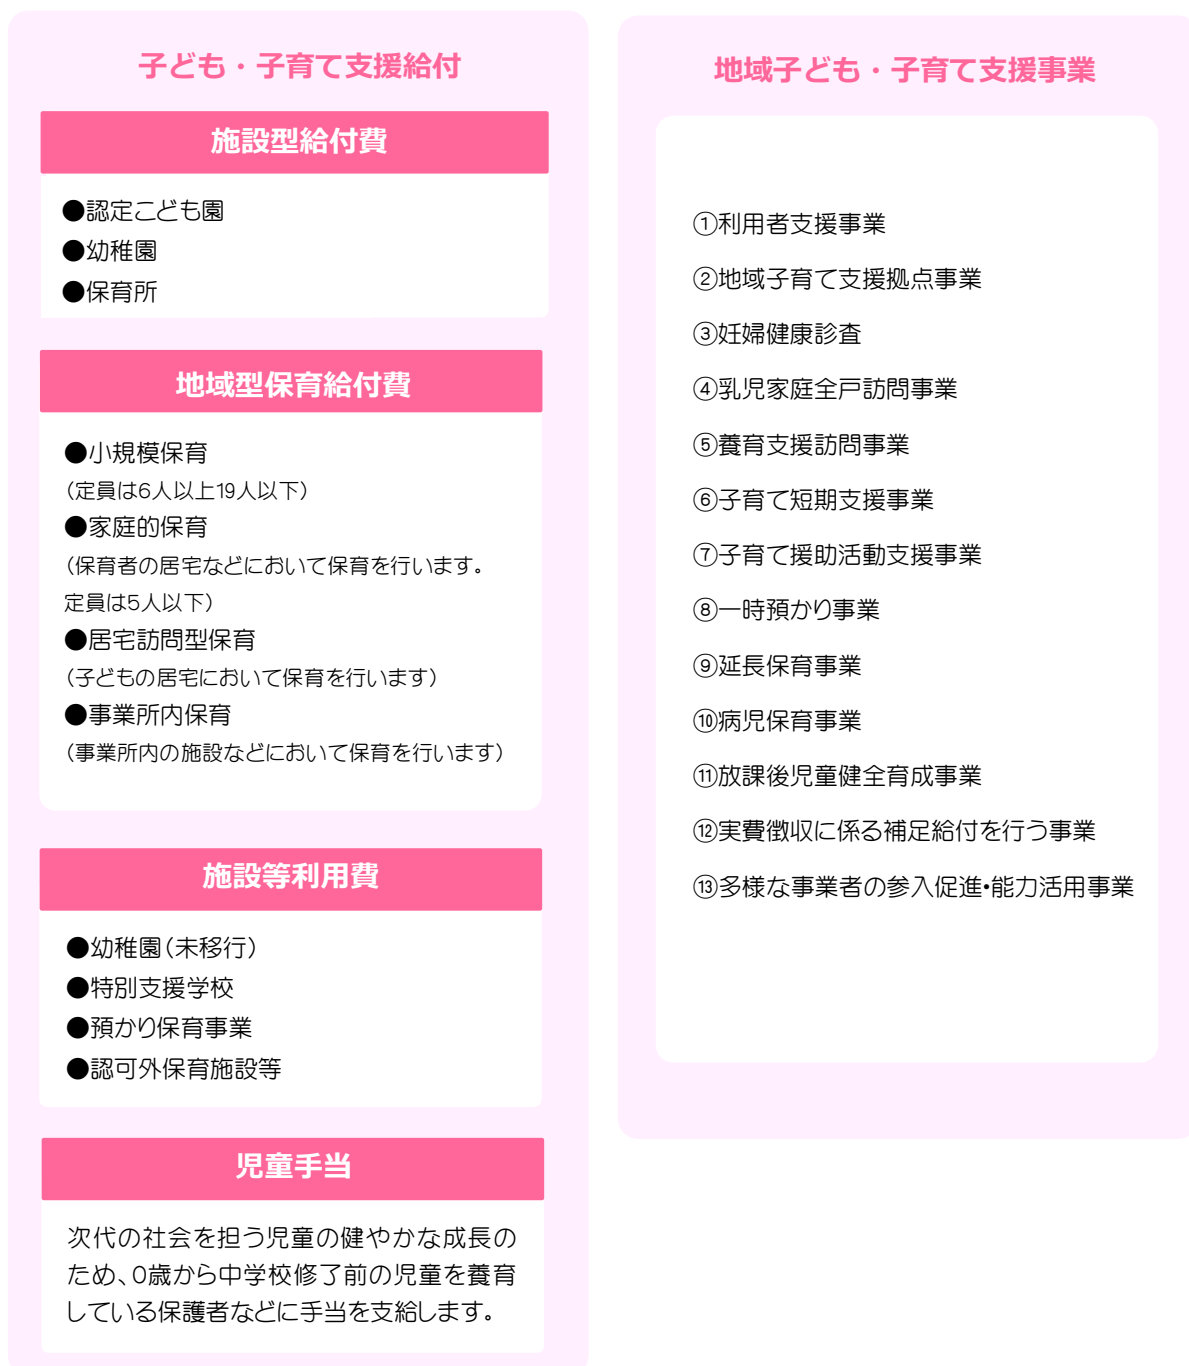 子ども・子育て支援給付
施設型給付費
●認定こども園
●幼稚園
●保育所
地域型保育給付費
●小規模保育
（定員は6人以上19人以下）
●家庭的保育
（保育者の居宅などにおいて保育を行います。
定員は5人以下）
●居宅訪問型保育
（子どもの居宅において保育を行います）
●事業所内保育
（事業所内の施設などにおいて保育を行います）
施設等利用費
●幼稚園（未移行）
●特別支援学校
●預かり保育事業
●認可外保育施設等
児童手当
次代の社会を担う児童の健やかな成長の
ため、0歳から中学校修了前の児童を養育
している保護者などに手当を支給します。
地域子ども・子育て支援事業
①利用者支援事業
②地域子育て支援拠点事業
③妊婦健康診査
④乳児家庭全戸訪問事業
⑤養育支援訪問事業
⑥子育て短期支援事業
⑦子育て援助活動支援事業
⑧一時預かり事業
⑨延長保育事業
⑩病児保育事業
⑪放課後児童健全育成事業
⑫実費徴収に係る補足給付を行う事業
⑬多様な事業者の参入促進・能力活用事業